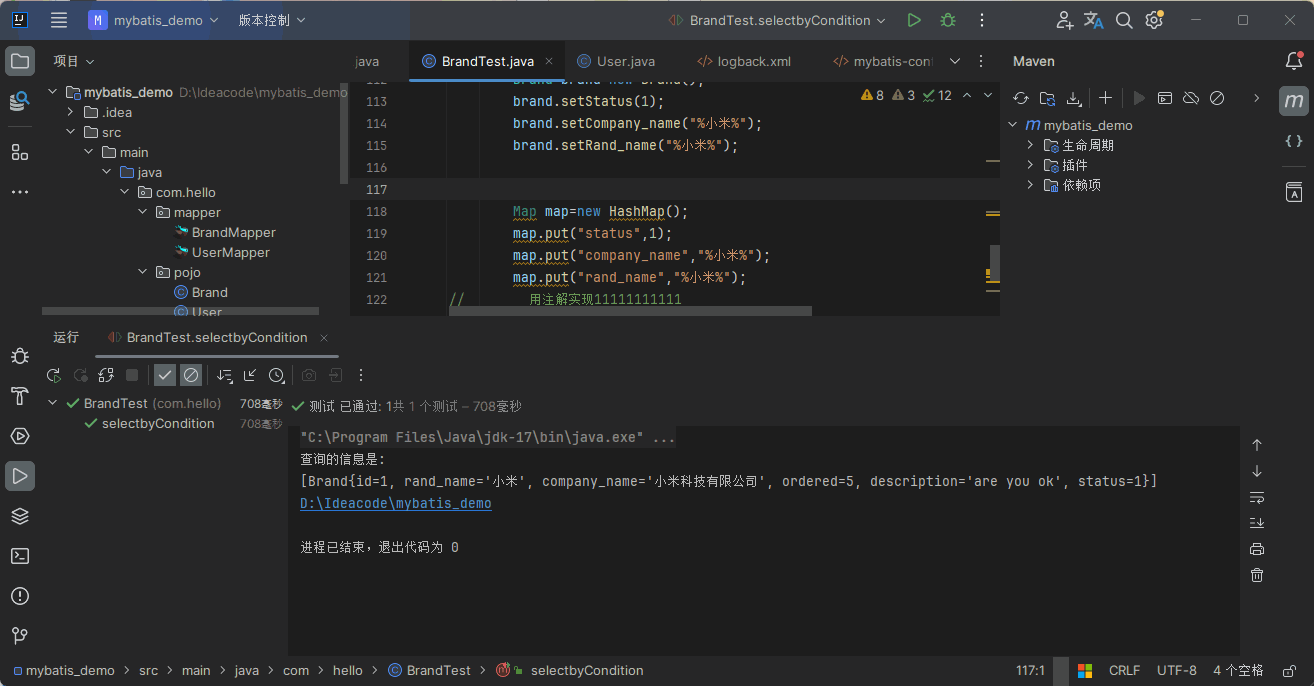 M mybatis_demo 版本控制 BrandTest.selectbyCondition
项目
java BrandTest.java User.java logback.xml mybatis-con
Maven
mybatis_demo D:\Ideacode\mybatis_demo
.idea
src
main
java
com.hello
mapper
BrandMapper
UserMapper
pojo
Brand
User
8 3 12
112
113 brand.setStatus(1);
114 brand.setCompany_name("%小米%");
115 brand.setRand_name("%小米%");
116
117
118 Map map=new HashMap();
119 map.put("status",1);
120 map.put("company_name","%小米%");
121 map.put("rand_name","%小米%");
122 // 用注解实现11111111111
m mybatis_demo
生命周期
插件
依赖项
运行 BrandTest.selectbyCondition
BrandTest (com.hello) 708毫秒
selectbyCondition 708毫秒
测试 已通过: 1共 1 个测试 – 708毫秒
"C:\Program Files\Java\jdk-17\bin\java.exe" ...
查询的信息是:
[Brand{id=1, rand_name='小米', company_name='小米科技有限公司', ordered=5, description='are you ok', status=1}]
D:\Ideacode\mybatis_demo
进程已结束，退出代码为 0
mybatis_demo > src > main > java > com > hello > BrandTest > selectbyCondition
117:1 CRLF UTF-8 4 个空格